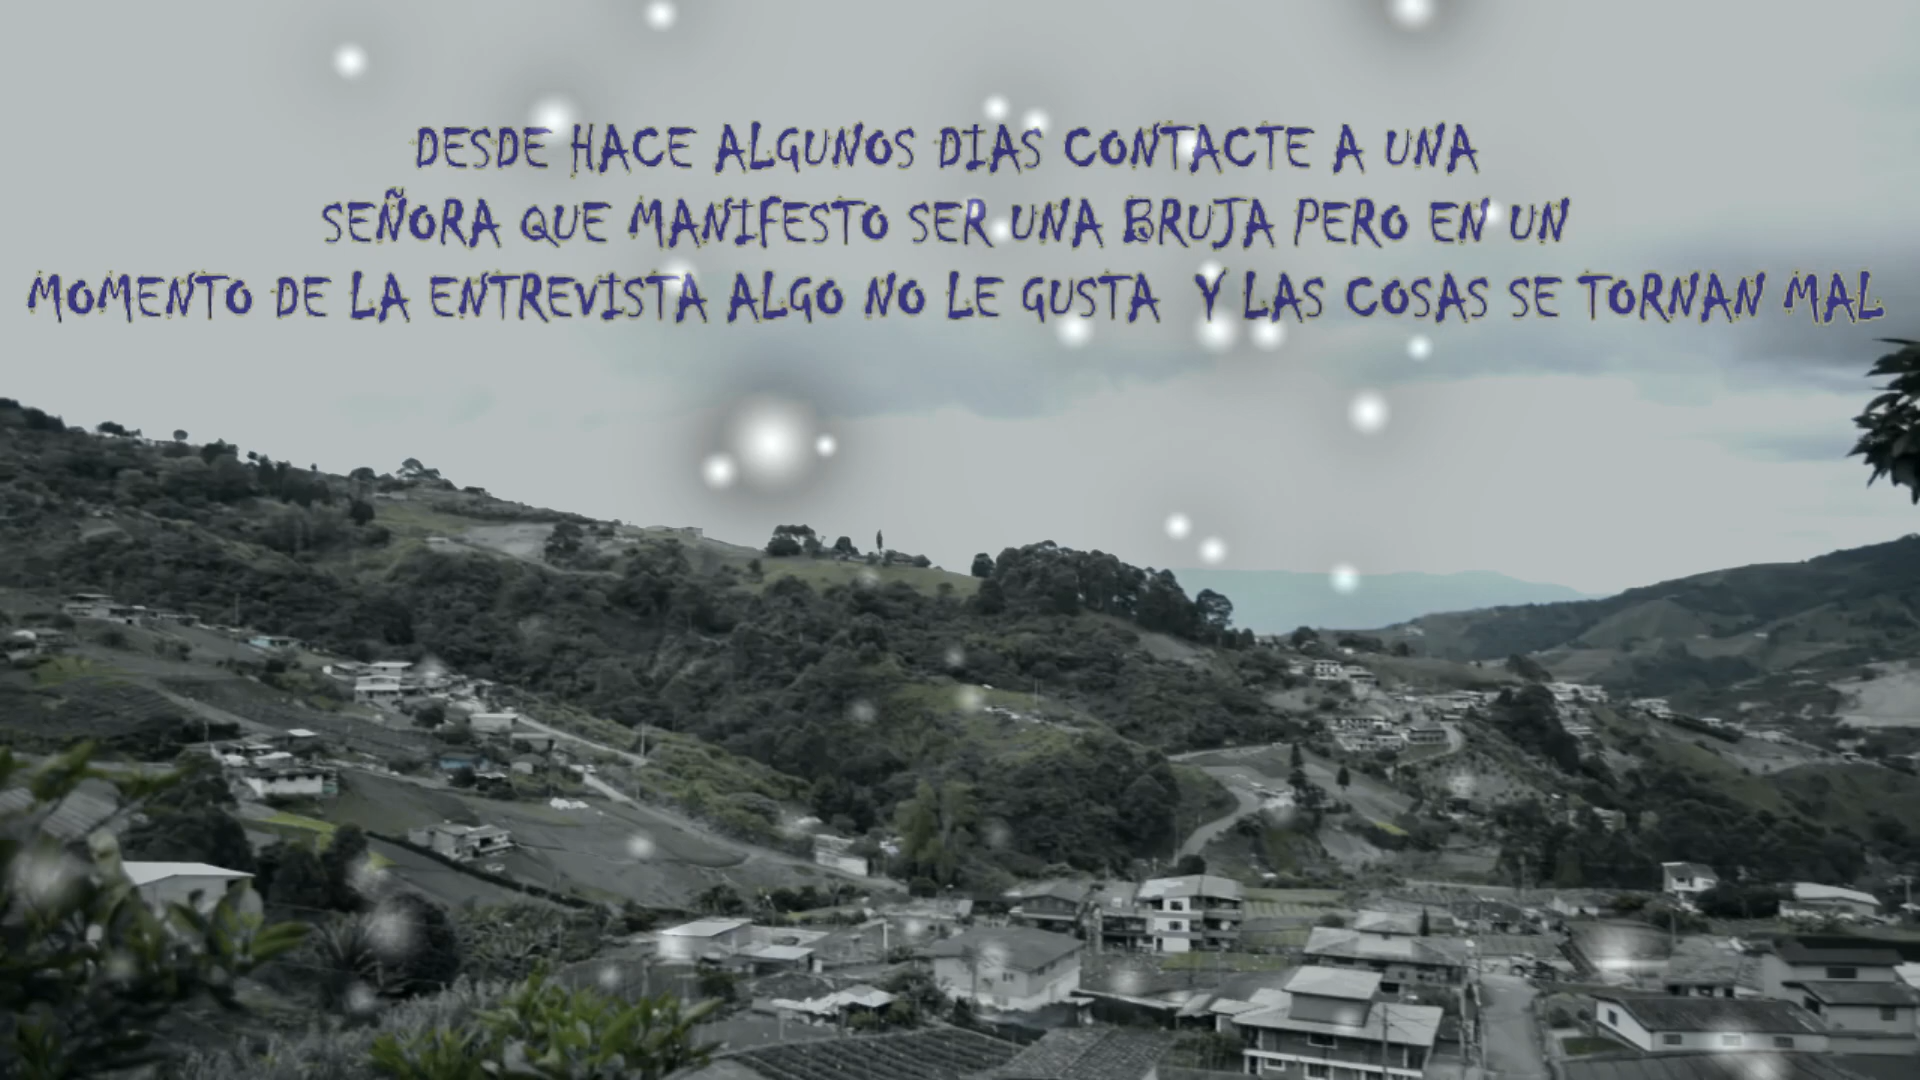 DESDE HACE ALGUNOS DIAS CONTACTE A UNA
SEÑORA QUE MANIFESTO SER UNA BRUJA PERO EN UN
MOMENTO DE LA ENTREVISTA ALGO NO LE GUSTA Y LAS COSAS SE TORNAN MAL